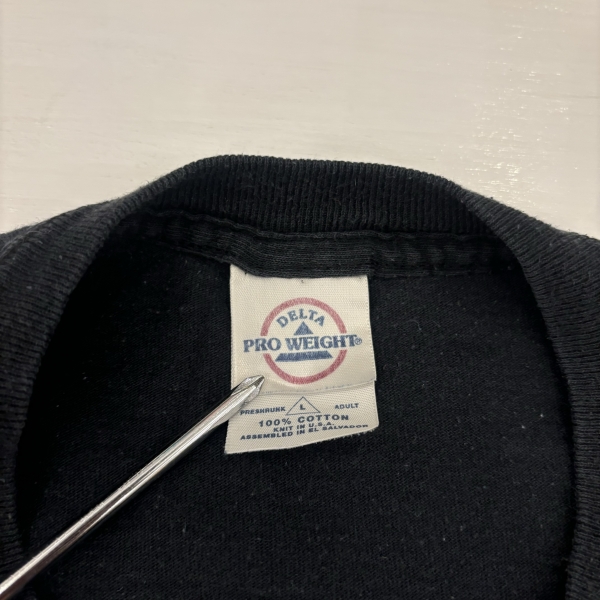 DELTA
PRO WEIGHT®
PRESHRUNK L ADULT
100% COTTON
KNIT IN U.S.A.
ASSEMBLED IN EL SALVADOR